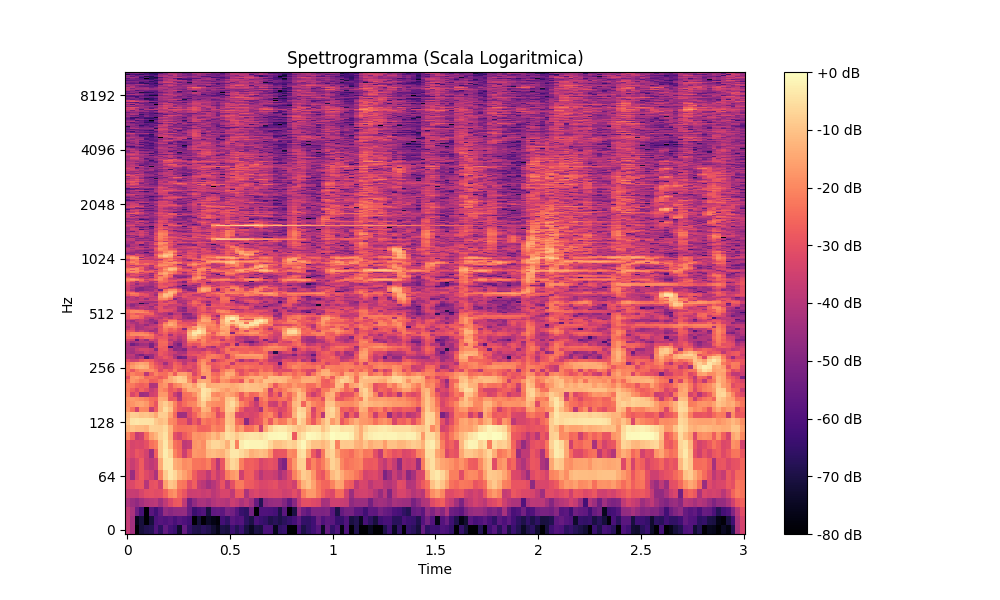 Spettrogramma (Scala Logaritmica)
Hz
8192
4096
2048
1024
512
256
128
64
0
0
0.5
1
1.5
2
2.5
3
Time
+0 dB
-10 dB
-20 dB
-30 dB
-40 dB
-50 dB
-60 dB
-70 dB
-80 dB